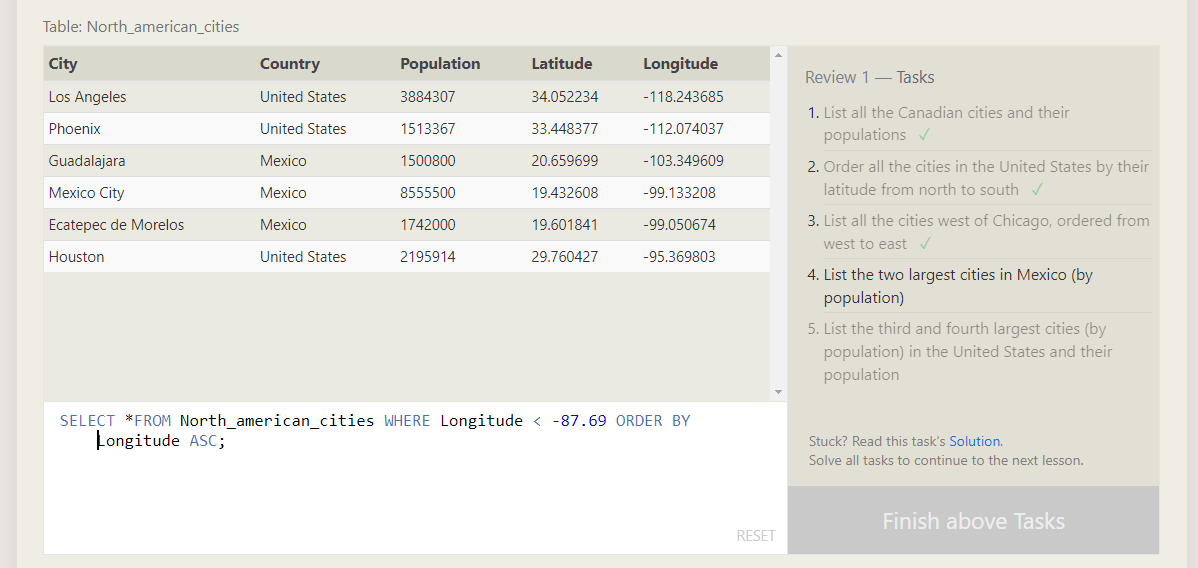 Table: North_american_cities
City Country Population Latitude Longitude
Los Angeles United States 3884307 34.052234 -118.243685
Phoenix United States 1513367 33.448377 -112.074037
Guadalajara Mexico 1500800 20.659699 -103.349609
Mexico City Mexico 8555500 19.432608 -99.133208
Ecatepec de Morelos Mexico 1742000 19.601841 -99.050674
Houston United States 2195914 29.760427 -95.369803
SELECT *FROM North_american_cities WHERE Longitude < -87.69 ORDER BY
Longitude ASC;
RESET
Review 1 — Tasks
1. List all the Canadian cities and their
populations ✓
2. Order all the cities in the United States by their
latitude from north to south ✓
3. List all the cities west of Chicago, ordered from
west to east ✓
4. List the two largest cities in Mexico (by
population)
5. List the third and fourth largest cities (by
population) in the United States and their
population
Stuck? Read this task's Solution.
Solve all tasks to continue to the next lesson.
Finish above Tasks